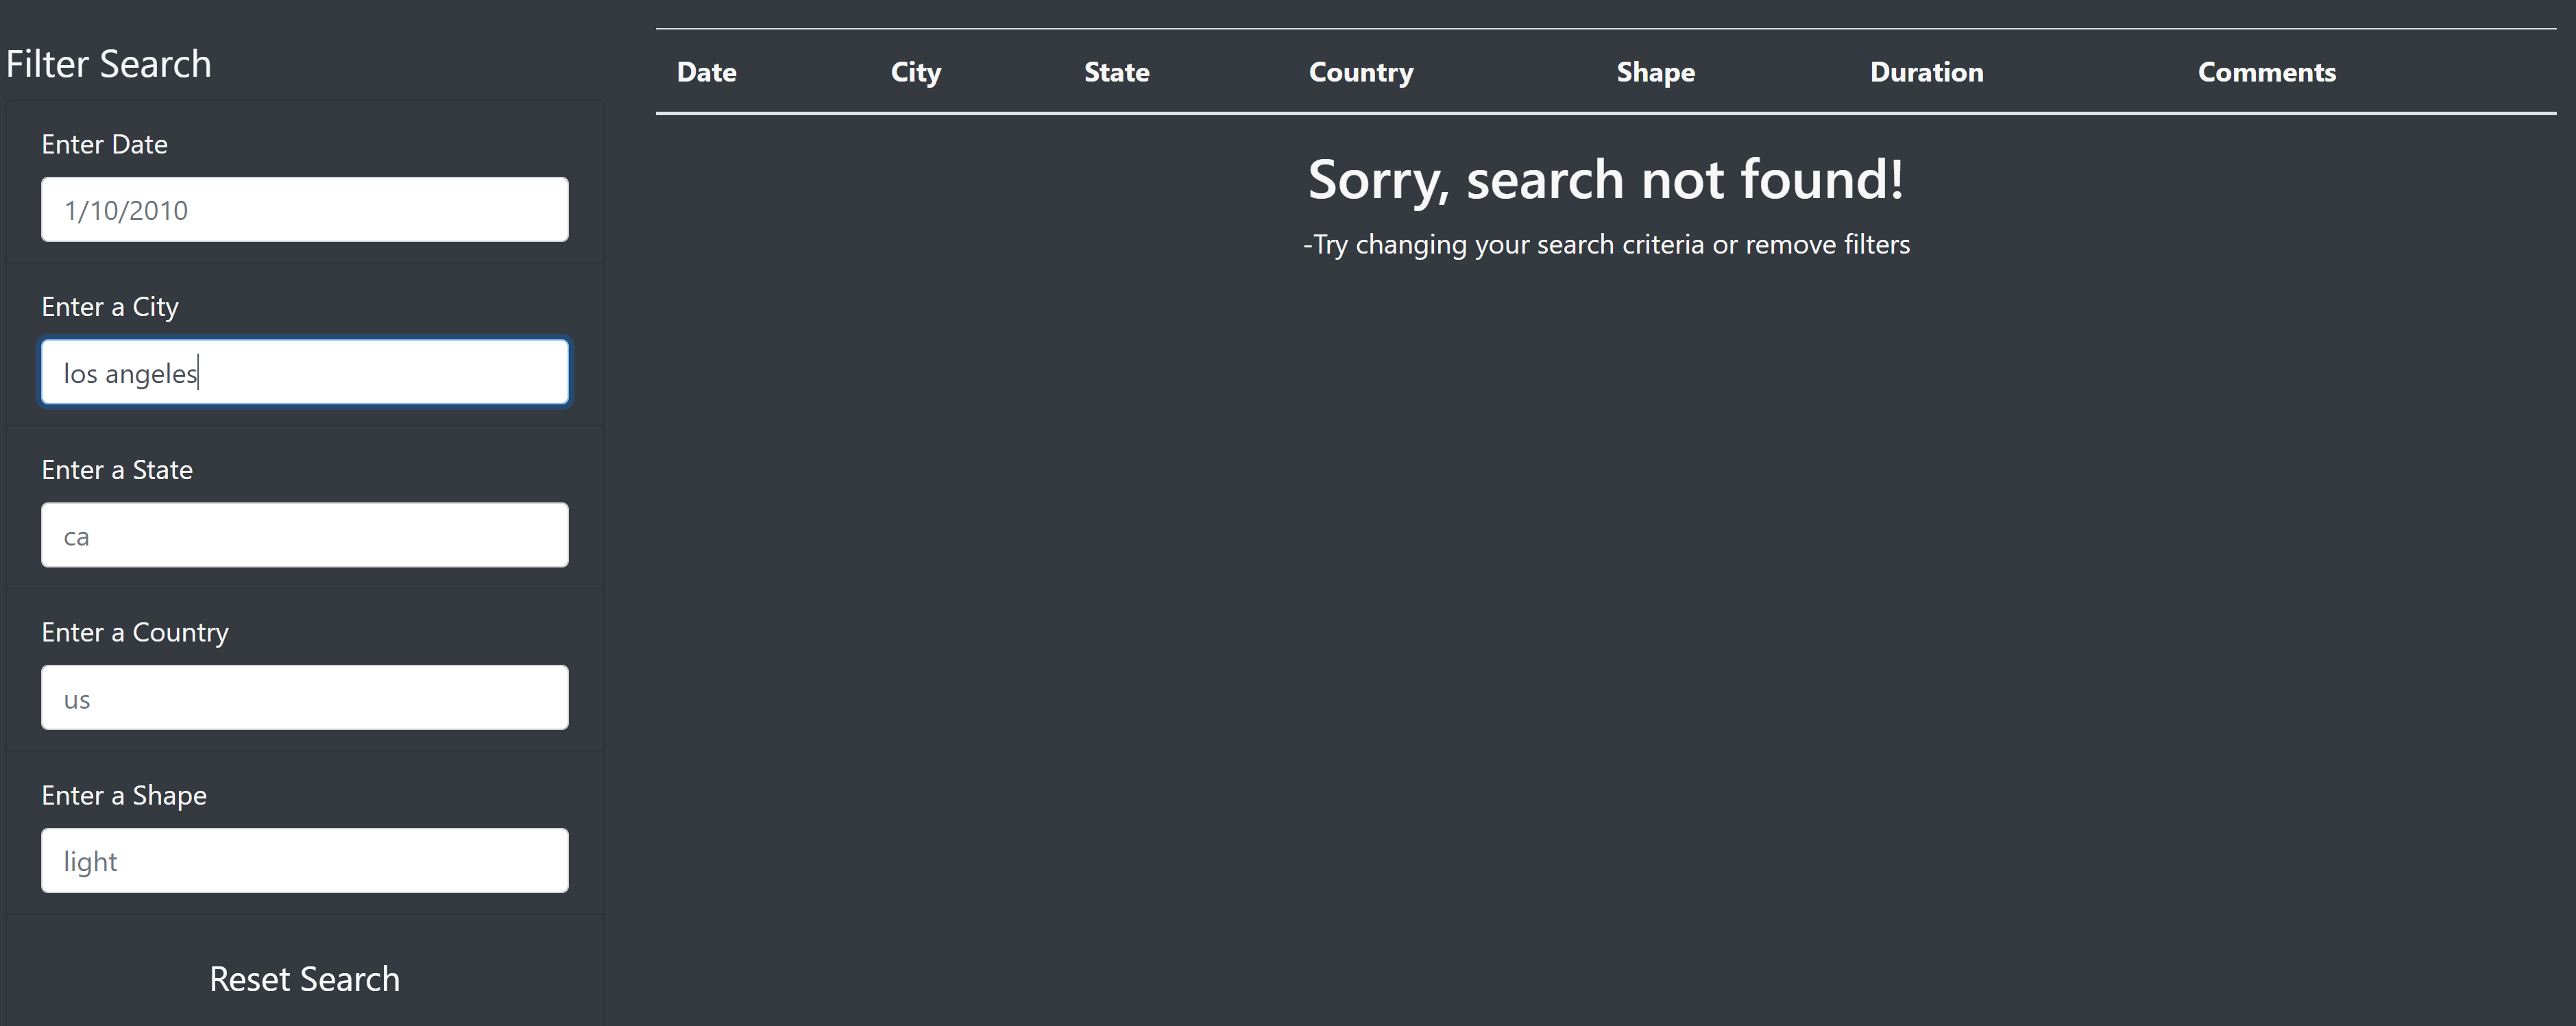 Filter Search
Enter Date
1/10/2010
Enter a City
los angeles
Enter a State
ca
Enter a Country
us
Enter a Shape
light
Reset Search
Date City State Country Shape Duration Comments
Sorry, search not found!
-Try changing your search criteria or remove filters